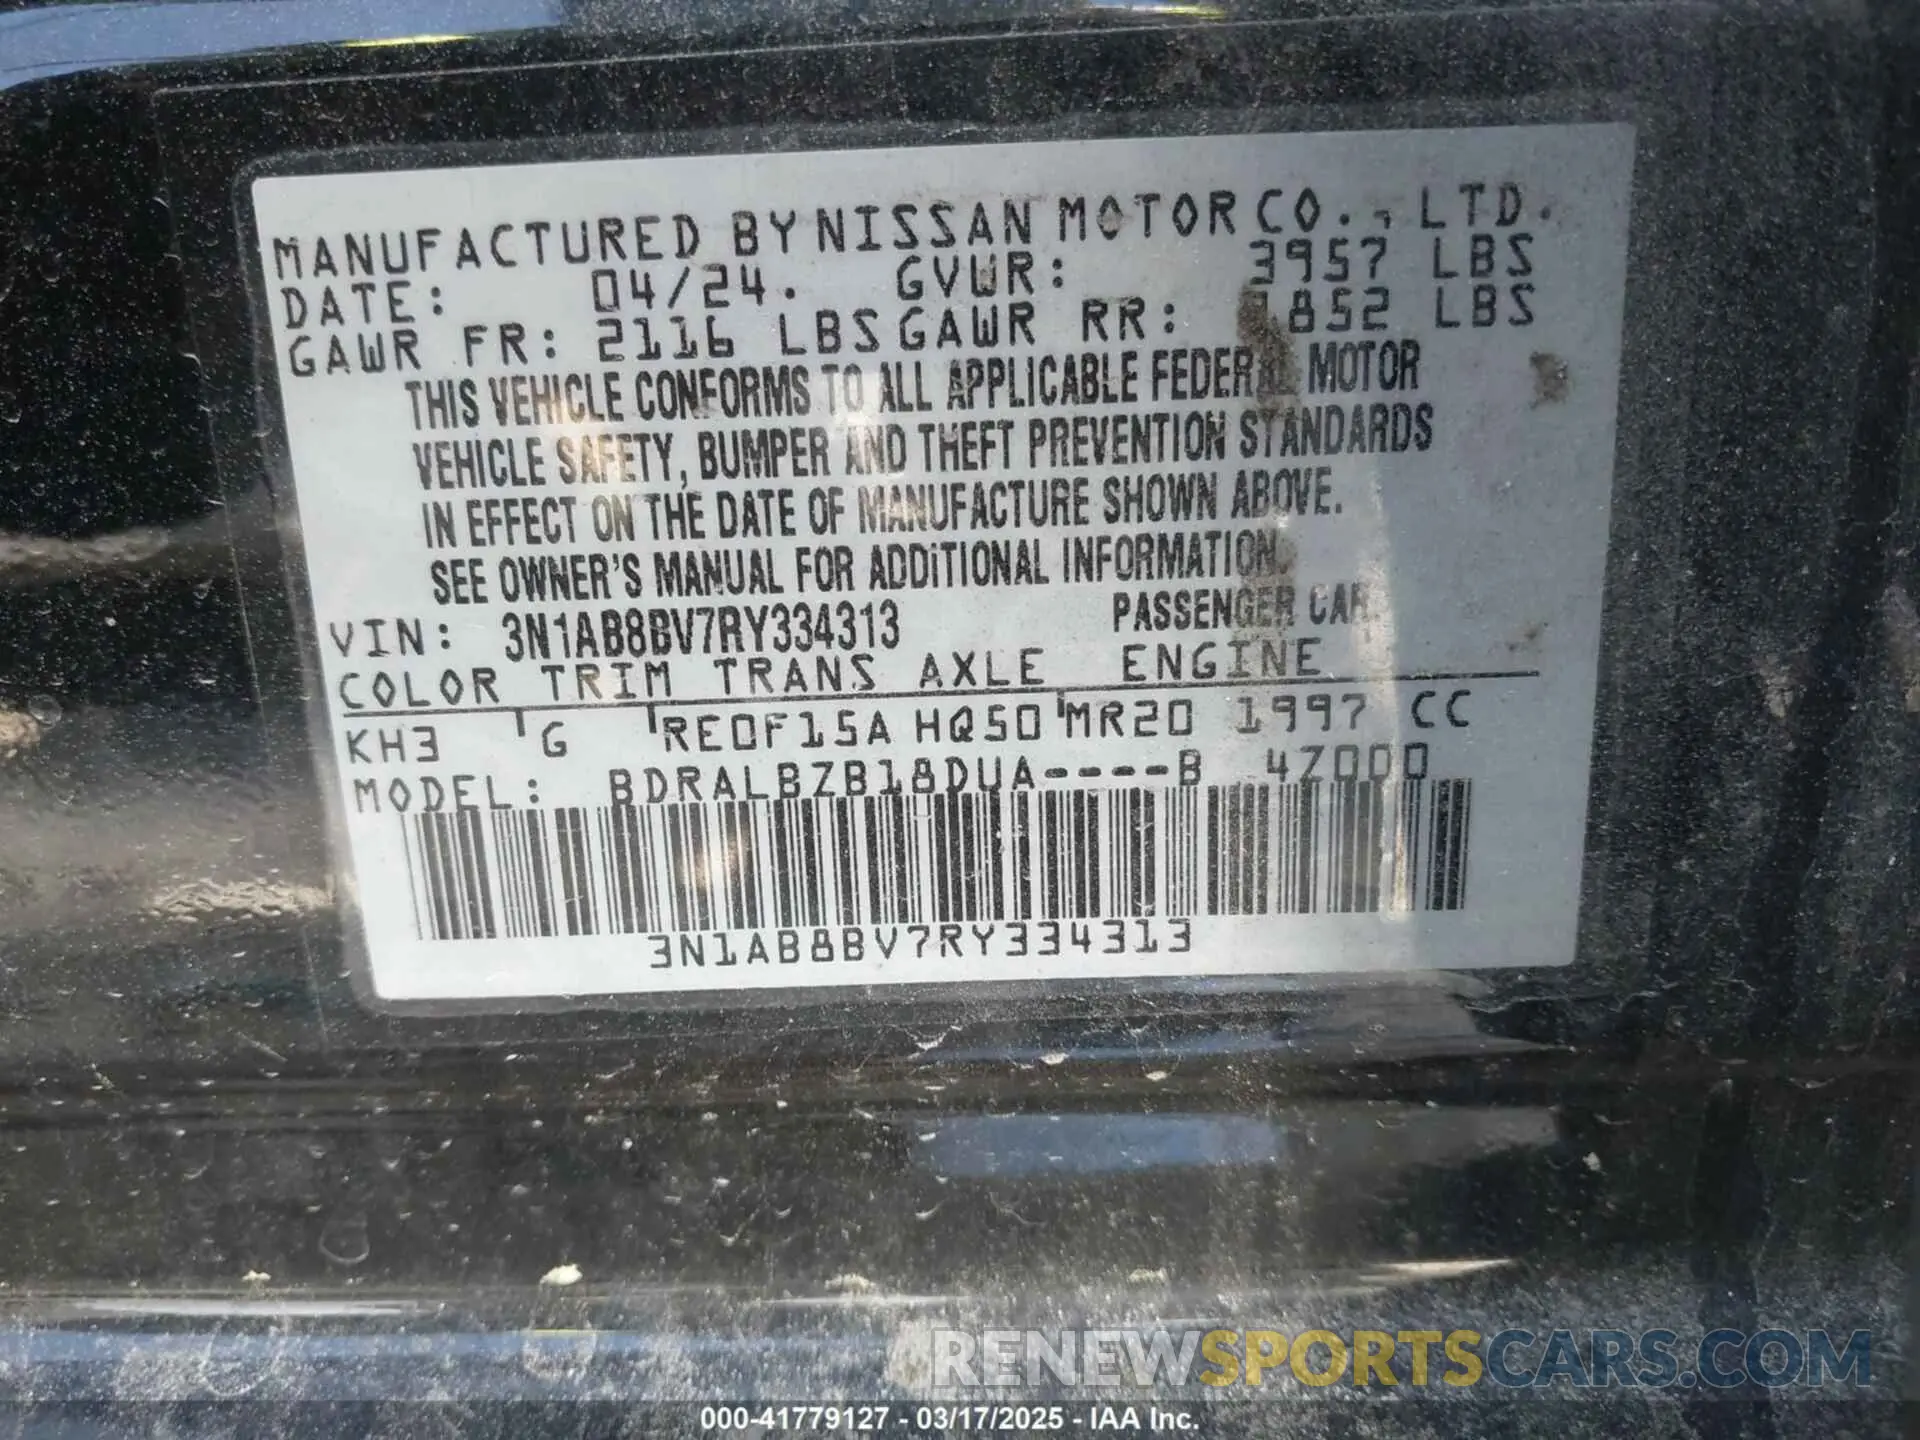 MANUFACTURED BY NISSAN MOTOR CO., LTD.
DATE: 04/24. GVWR: 3957 LBS
GAWR FR: 2116 LBS GAWR RR: 1852 LBS
THIS VEHICLE CONFORMS TO ALL APPLICABLE FEDERAL MOTOR
VEHICLE SAFETY, BUMPER AND THEFT PREVENTION STANDARDS
IN EFFECT ON THE DATE OF MANUFACTURE SHOWN ABOVE.
SEE OWNER'S MANUAL FOR ADDITIONAL INFORMATION.
VIN: 3N1AB8BV7RY334313 PASSENGER CAR
COLOR TRIM TRANS AXLE ENGINE
KH3 G RE0F15A HQ50 MR20 1997 CC
MODEL: BDRALBZB18DUA----B 4Z000
3N1AB8BV7RY334313
RENEWSPORTSCARS.COM
000-41779127 - 03/17/2025 - IAA Inc.